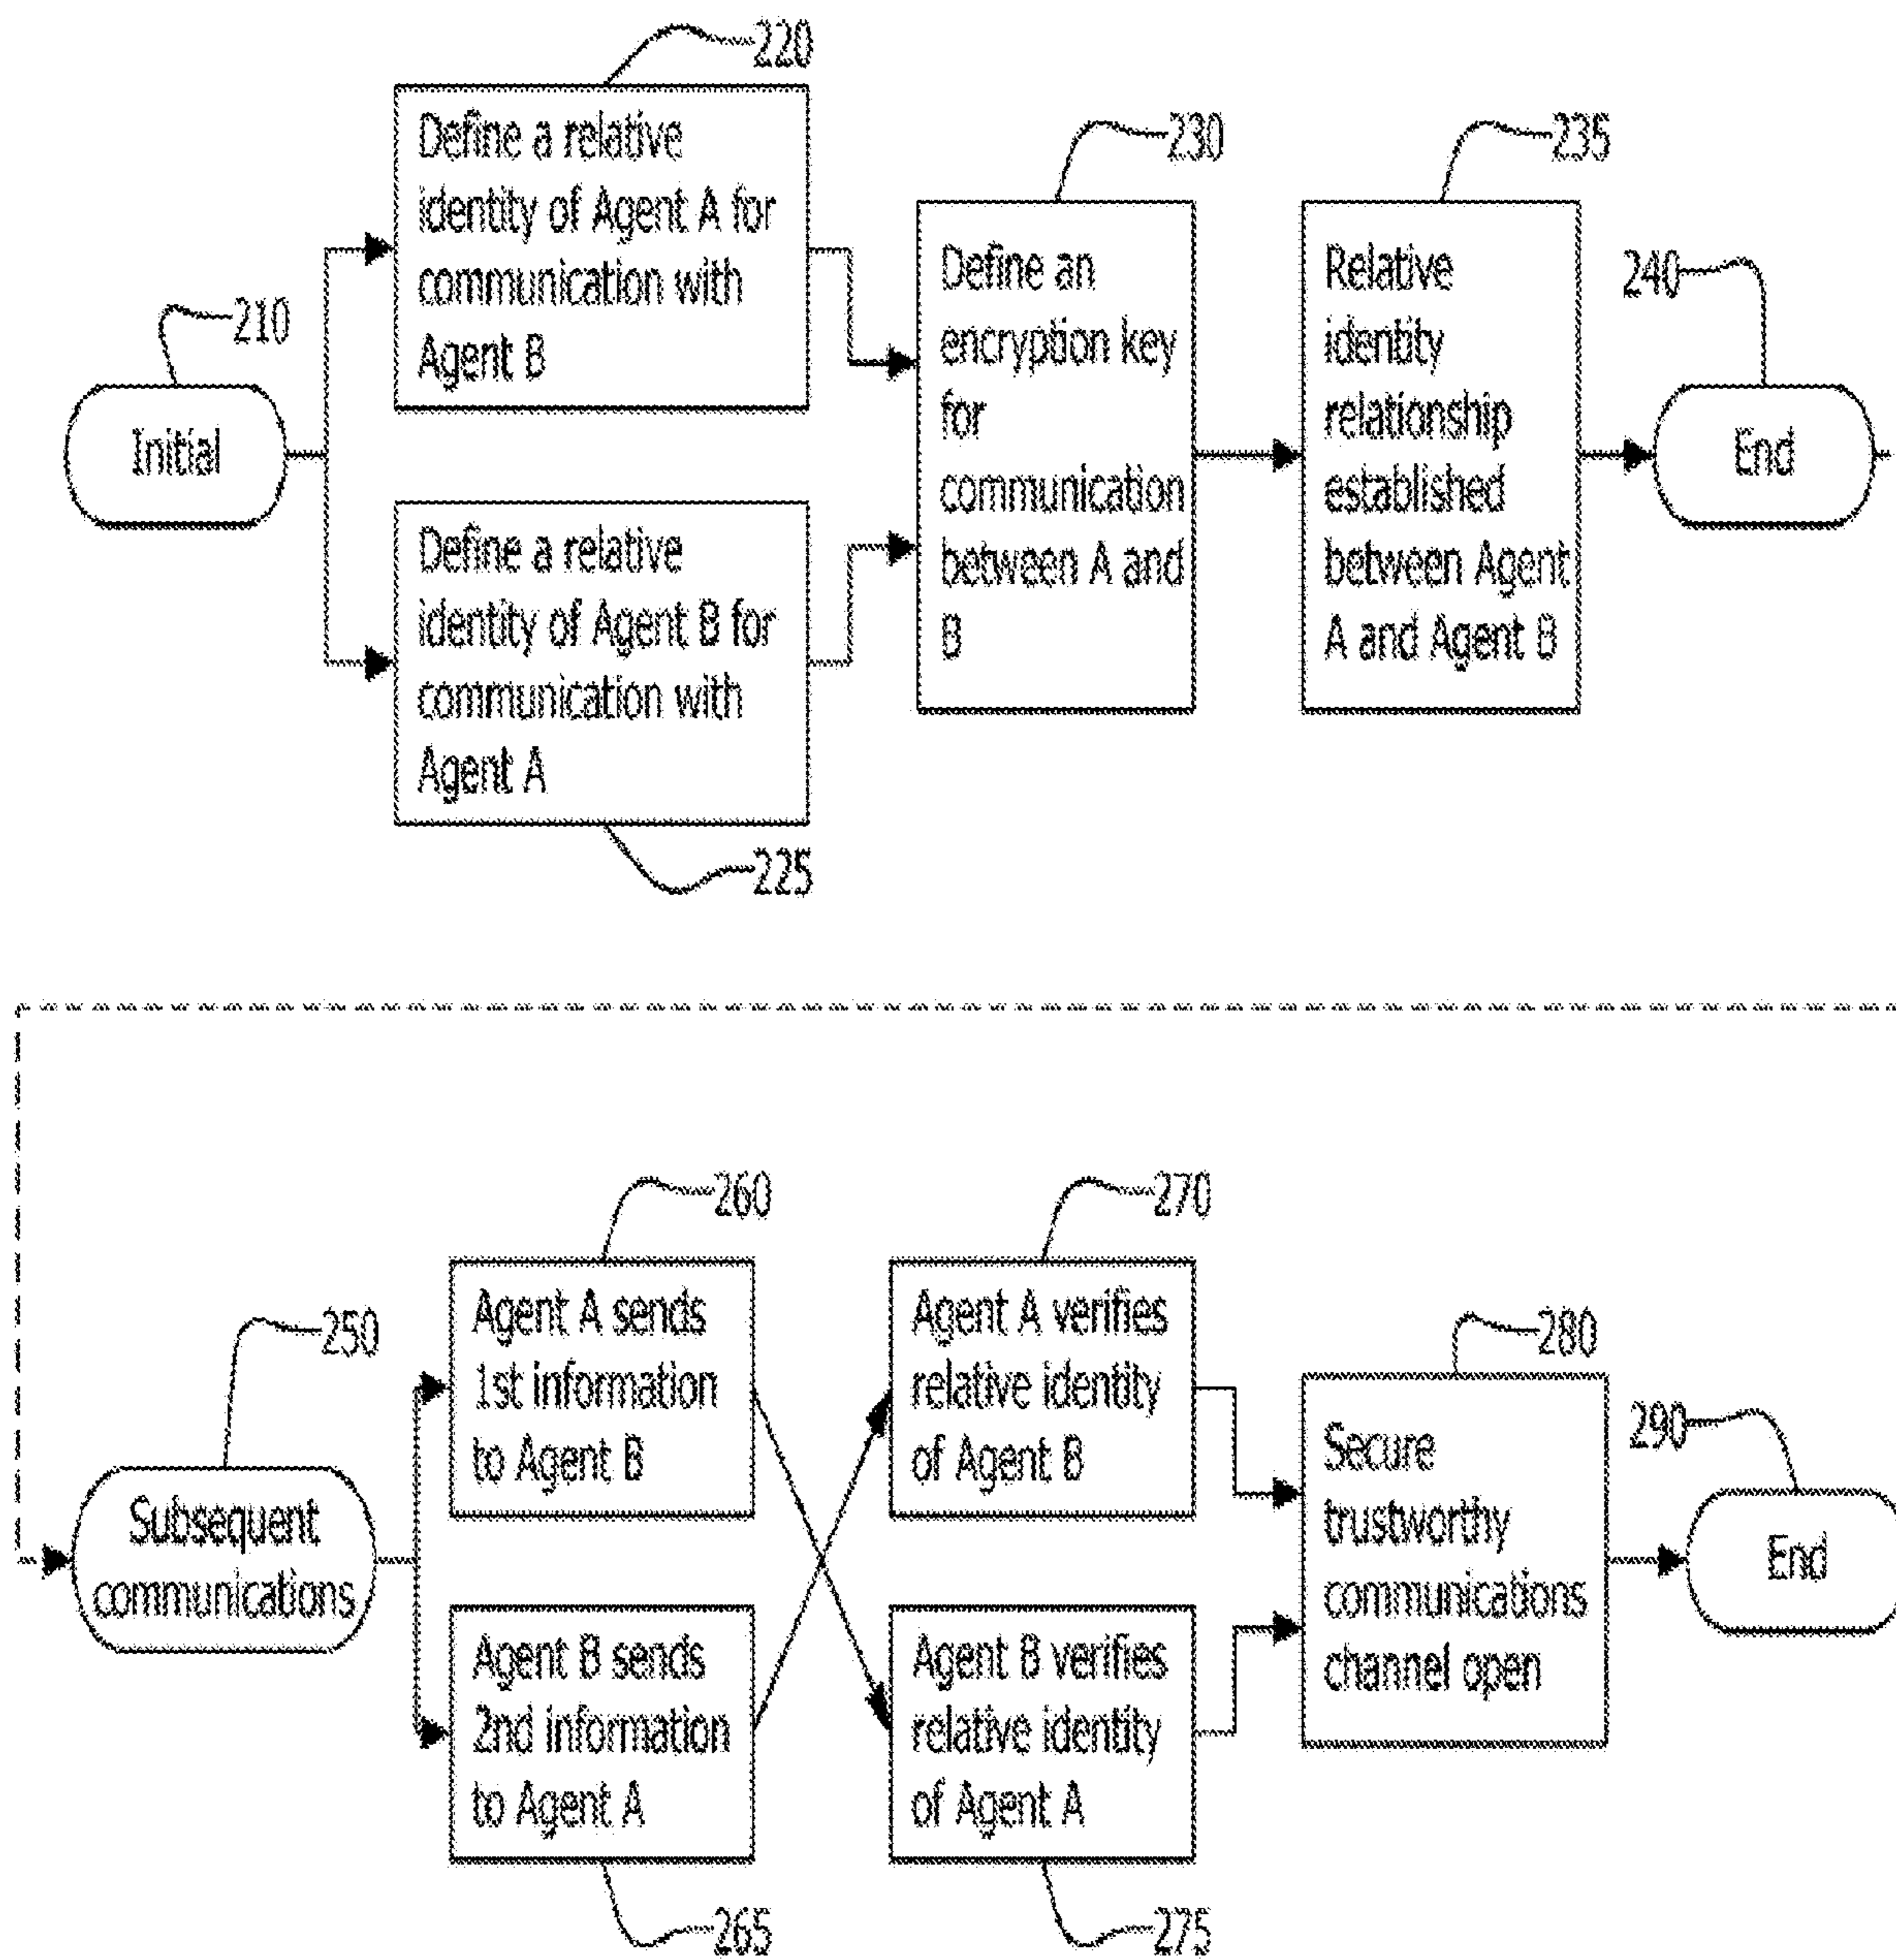 220
Define a relative
identity of Agent A for
communication with
Agent B
230
Define an
encryption key
for
communication
between A and
B
235
Relative
identity
relationship
established
between Agent
A and Agent B
240
End
210
Initial
Define a relative
identity of Agent B for
communication with
Agent A
225
260
Agent A sends
1st information
to Agent B
270
Agent A verifies
relative identity
of Agent B
250
Subsequent
communications
280
Secure
trustworthy
communications
channel open
290
End
Agent B sends
2nd information
to Agent A
265
Agent B verifies
relative identity
of Agent A
275